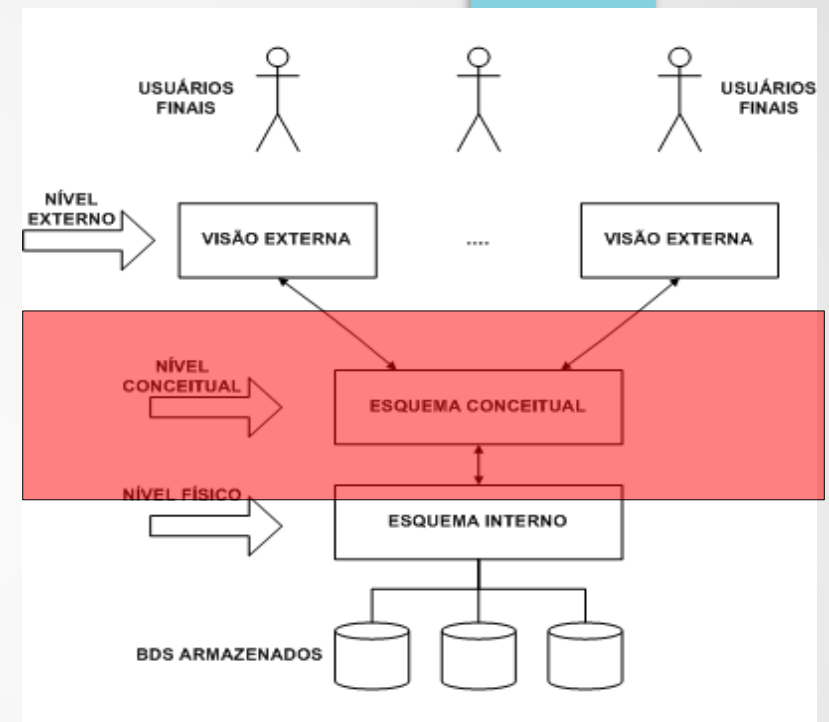 USUÁRIOS
FINAIS
USUÁRIOS
FINAIS
NÍVEL
EXTERNO
VISÃO EXTERNA
....
VISÃO EXTERNA
NÍVEL
CONCEITUAL
ESQUEMA CONCEITUAL
NÍVEL FÍSICO
ESQUEMA INTERNO
BDS ARMAZENADOS